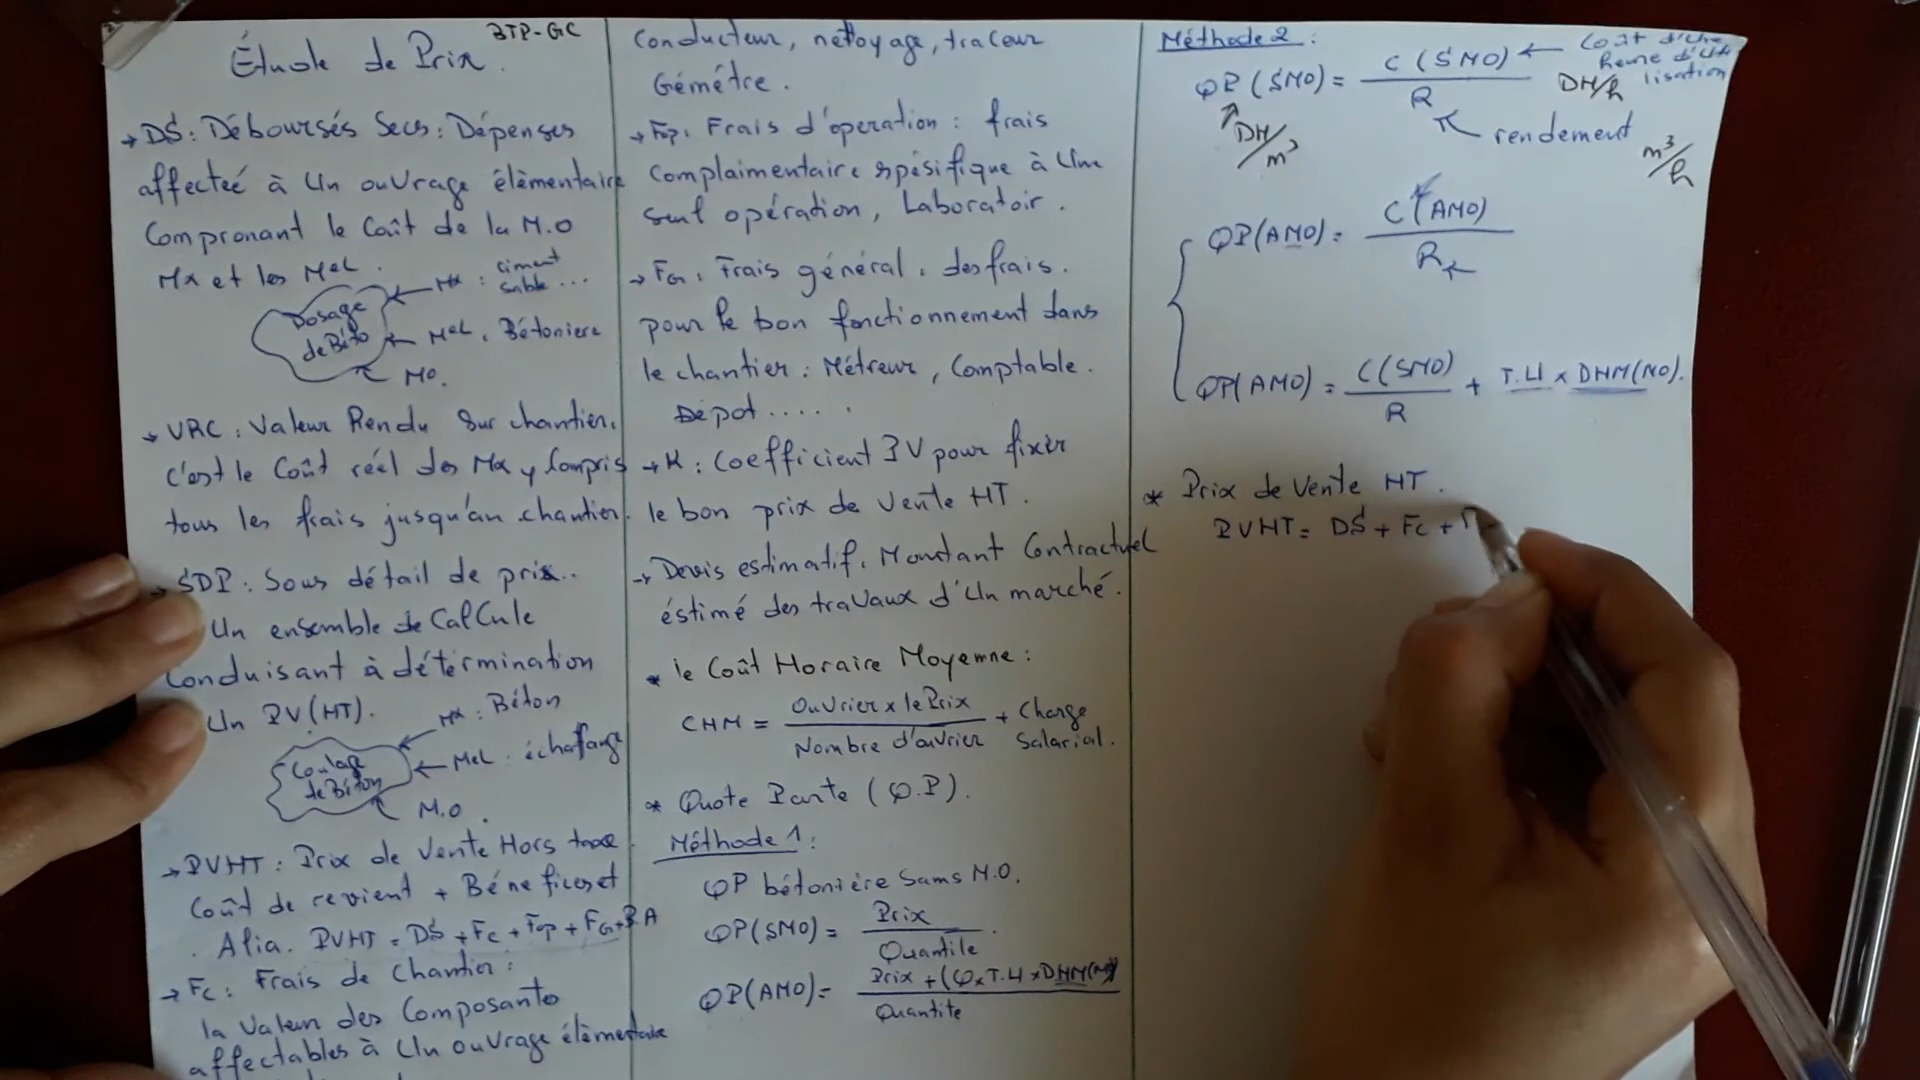 Étude de Prix.
BTP-GC
→ DS : Déboursés Secs : Dépenses
affecteé à Un ouvrage élèmentaire
Compronant le Coût de la M.O
Mx et les Mel.
Mx : ciment
sable ...
Dosage
de Béto
Mel : Bétoniere
MO.
→ VRC : Valeur Rendu Sur chantier.
c'est le Coût réel des Mx y Compris
tous les frais jusqu'au chantier.
→ SDP : Sous détail de prix..
Un ensemble de CalCule
Conduisant à détermination
Un PV(HT).
Mx : Béton
Coulage
de Béton
Mel
M.O.
→ PVHT : Prix de Vente Hors taxe
Coût de revient + Bénefices et
Alia. PVHT = DS + Fc + Fop + FG + B.A
→ Fc : Frais de Chantier :
la Valeur des Composants
affectables à Un ouvrage élèmentaire
Conducteur, nettoyage, traceur
Géméтre.
→ Fop : Frais d'operation : frais
Complaimentaire spésifique à Um
seul opération, Laboratoir.
→ FG : Frais général : des frais.
pour le bon fonctionnement dans
le chantier : Métreur, Comptable.
Dépot.....
→ K : Coefficient PV pour fixèr
le bon prix de Vente HT.
→ Devis estimatif : Montant Contractuel
éstimé des travaux d'Un marché.
* le Coût Horaire Moyenne :
CHM = Ouvrier x le Prix / Nombre d'ouvrier + Charge Salarial.
* Quote Parte (Q.P).
Méthode 1 :
QP bétonière Sans M.O.
QP(SMO) = Prix / Quantile.
QP(AMO) = Prix + (Q x T.U x DHM(MO)) / Quantite
Méthode 2 :
QP (SMO) = C (SMO) / R
Coût d'Une
heure d'Uti
lisation
DH/h
DH/m³
rendement
m³/h
QP(AMO) = C(AMO) / R
QP(AMO) = C(SMO) / R + T.U x DHM(MO).
* Prix de Vente HT.
PVHT = DS + Fc +